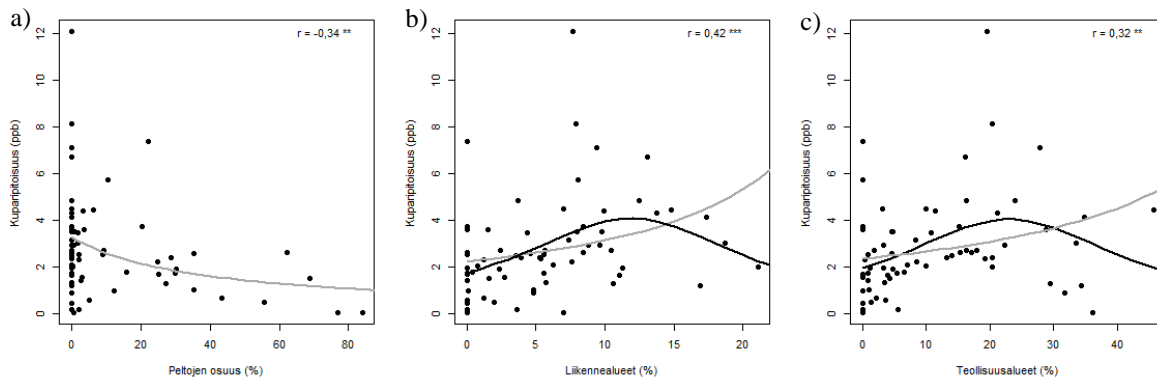 a)
r = -0,34 **
Kuparipitoisuus (ppb)
12
10
8
6
4
2
0
0 20 40 60 80
Peltojen osuus (%)
b)
r = 0,42 ***
Kuparipitoisuus (ppb)
12
10
8
6
4
2
0
0 5 10 15 20
Liikennealueet (%)
c)
r = 0,32 **
Kuparipitoisuus (ppb)
12
10
8
6
4
2
0
0 10 20 30 40
Teollisuusalueet (%)